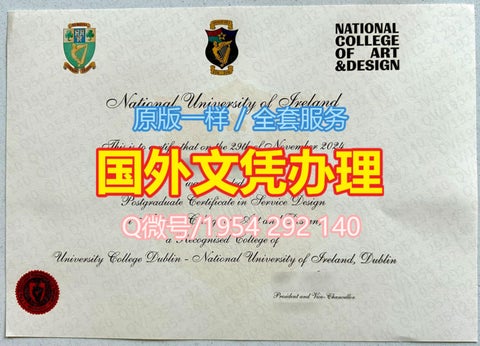 NATIONAL
COLLEGE
OF ART
&DESIGN
National University of Ireland
原版一样 / 全套服务
This is to certify that on the 29th of November 2024
国外文凭办理
Postgraduate Certificate in Service Design
Q微号/1954 292 140
a Recognised College of
University College Dublin - National University of Ireland, Dublin
President and Vice-Chancellor